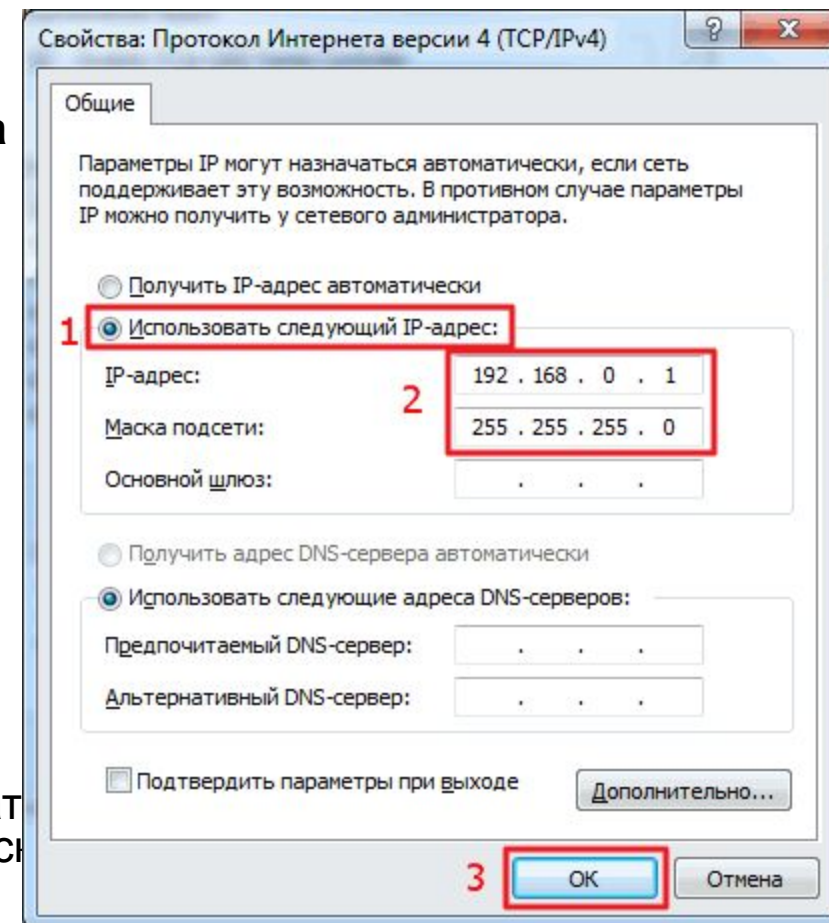 Свойства: Протокол Интернета версии 4 (TCP/IPv4)
Общие
а
Параметры IP могут назначаться автоматически, если сеть
поддерживает эту возможность. В противном случае параметры
IP можно получить у сетевого администратора.
Получить IP-адрес автоматически
1 Использовать следующий IP-адрес:
IP-адрес: 192 . 168 . 0 . 1
2
Маска подсети: 255 . 255 . 255 . 0
Основной шлюз: . . .
Получить адрес DNS-сервера автоматически
Использовать следующие адреса DNS-серверов:
Предпочитаемый DNS-сервер: . . .
Альтернативный DNS-сервер: . . .
Подтвердить параметры при выходе Дополнительно...
3 ОК Отмена